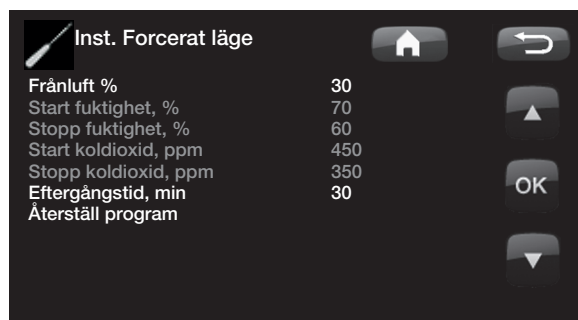 Inst. Forcerat läge
Frånluft % 30
Start fuktighet, % 70
Stopp fuktighet, % 60
Start koldioxid, ppm 450
Stopp koldioxid, ppm 350
Eftergångstid, min 30
Återställ program
OK